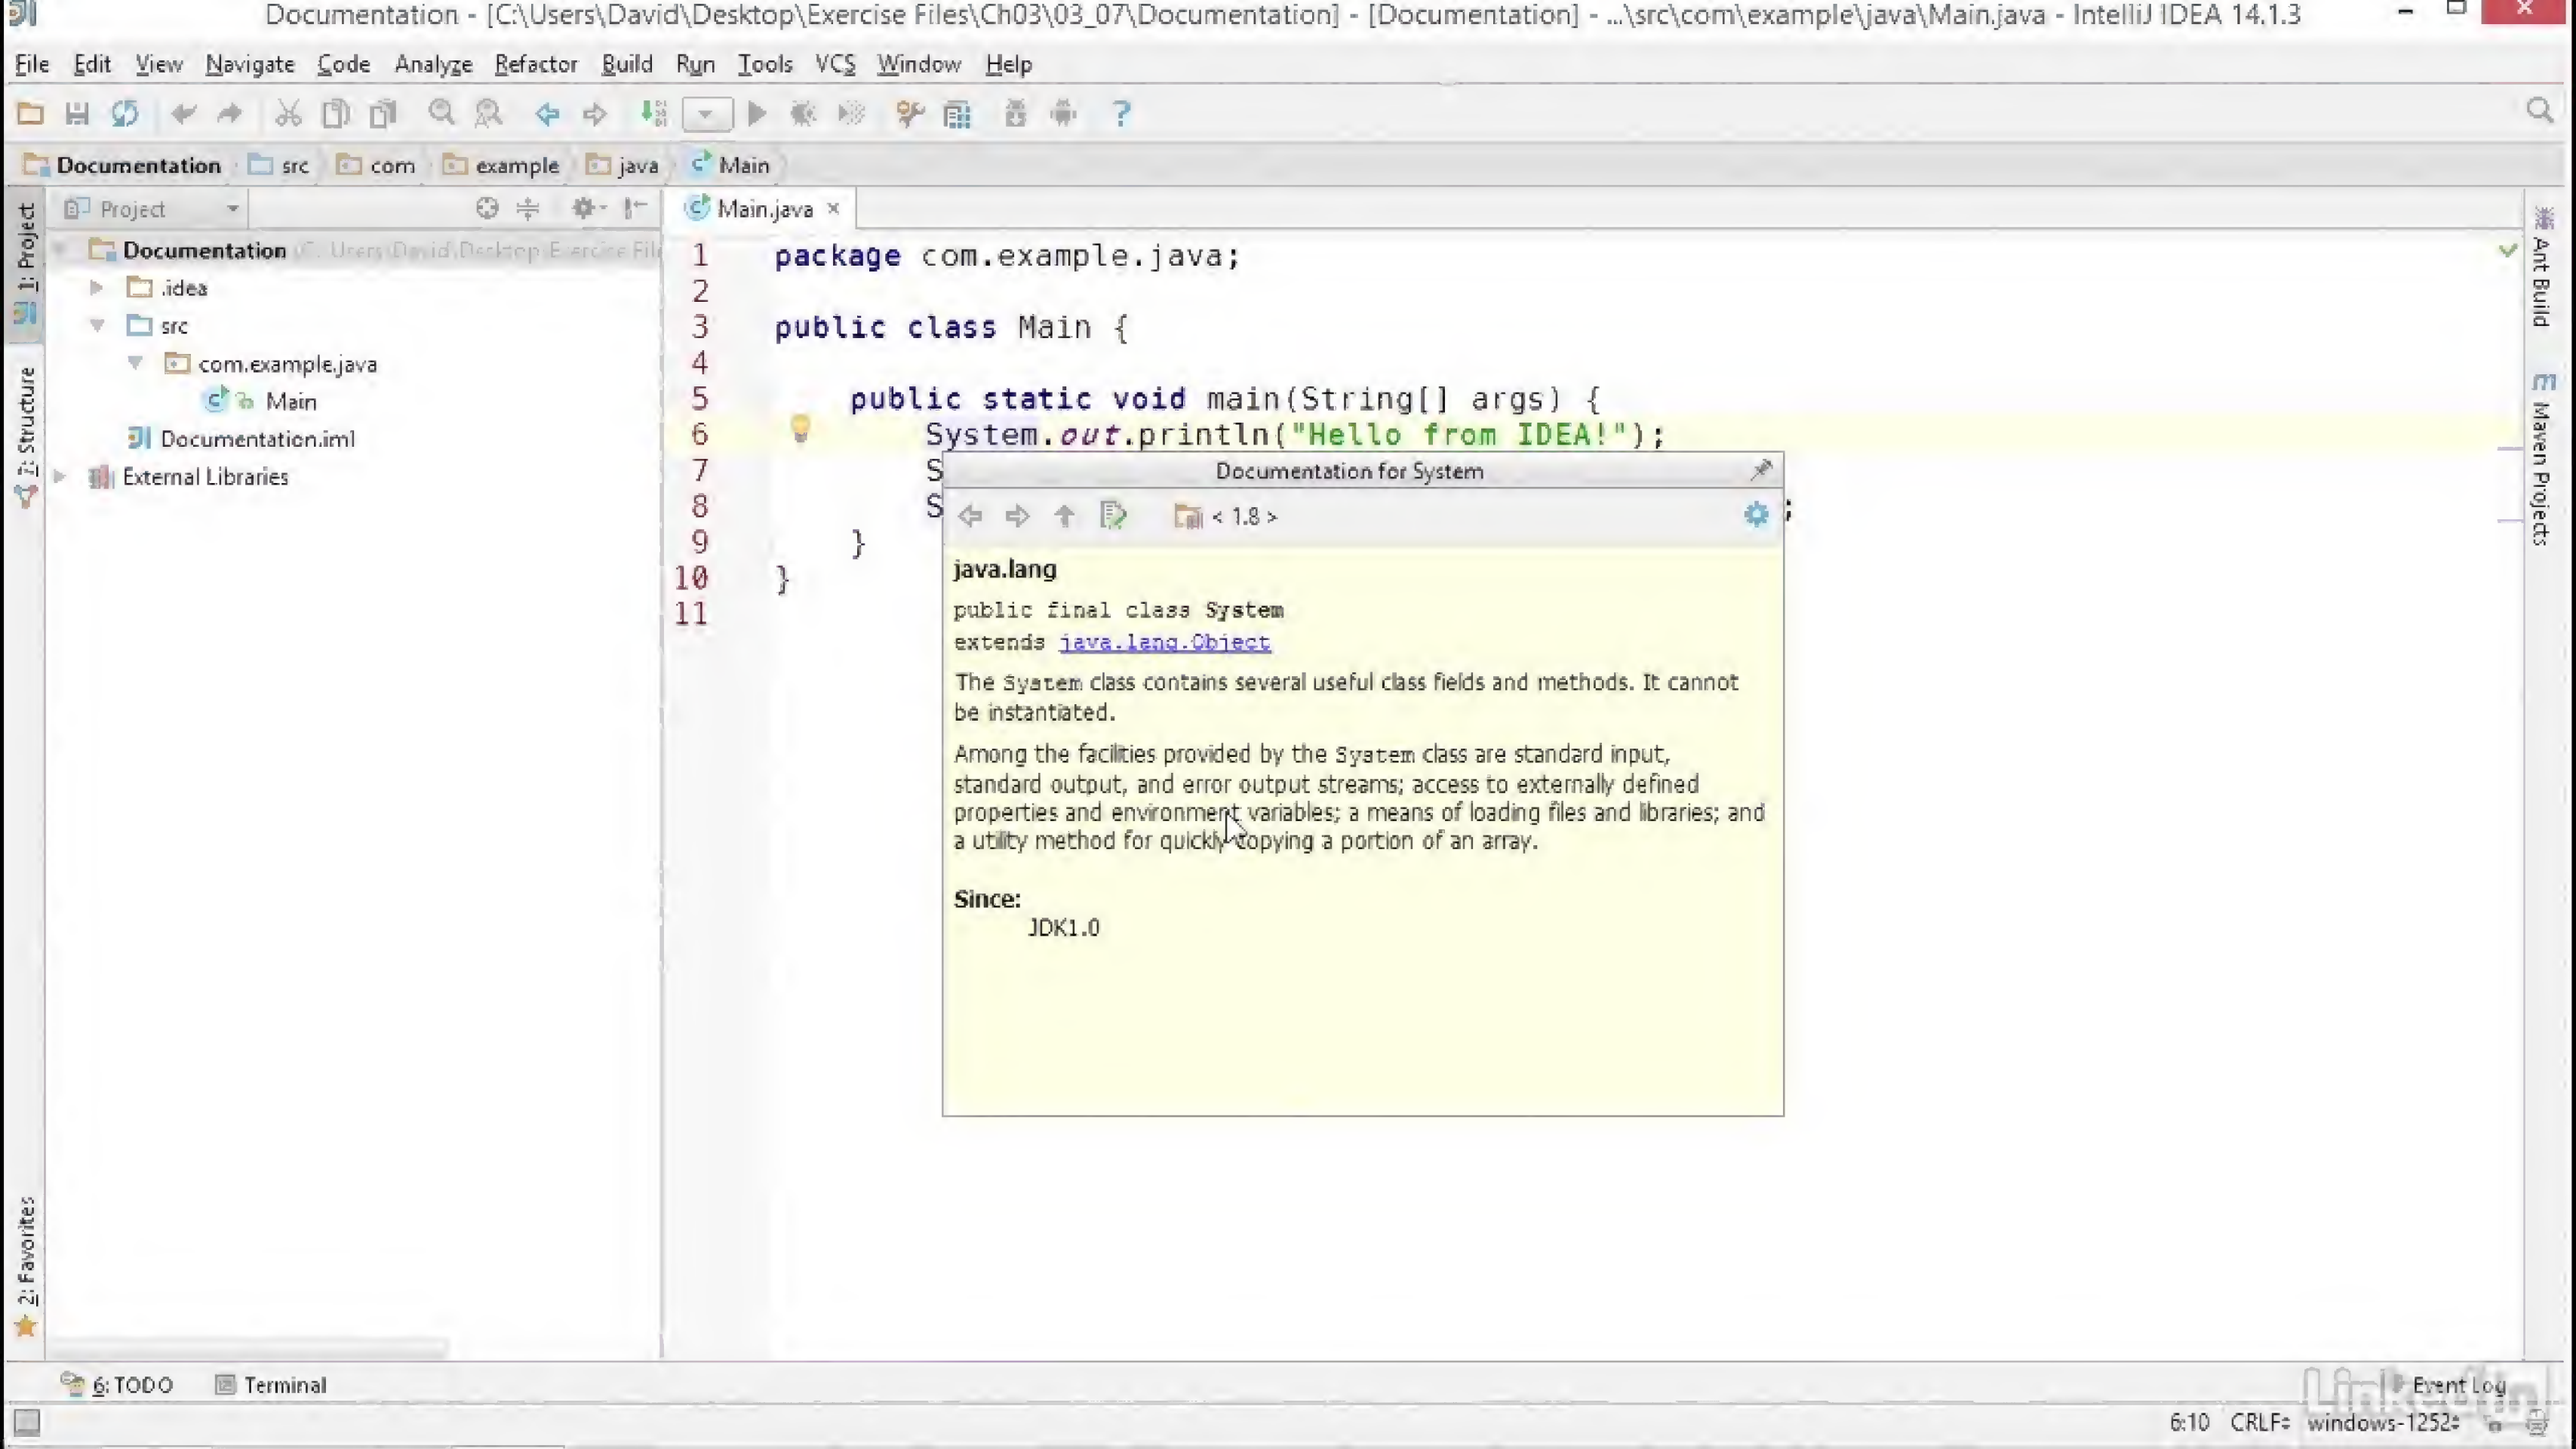 Documentation - [C:\Users\David\Desktop\Exercise Files\Ch03\03_07\Documentation] - [Documentation] - ...\src\com\example\java\Main.java - IntelliJ IDEA 14.1.3
File Edit View Navigate Code Analyze Refactor Build Run Tools VCS Window Help
Documentation src com example java Main
1: Project
7: Structure
2: Favorites
Project
Documentation (C:\Users\David\Desktop\Exercise Fil
.idea
src
com.example.java
Main
Documentation.iml
External Libraries
Main.java
1 package com.example.java;
2
3 public class Main {
4
5 public static void main(String[] args) {
6 System.out.println("Hello from IDEA!");
7 S
8 S ;
9 }
10 }
11
Documentation for System
< 1.8 >
java.lang
public final class System
extends java.lang.Object
The System class contains several useful class fields and methods. It cannot
be instantiated.
Among the facilities provided by the System class are standard input,
standard output, and error output streams; access to externally defined
properties and environment variables; a means of loading files and libraries; and
a utility method for quickly copying a portion of an array.
Since:
JDK1.0
Ant Build
Maven Projects
6: TODO Terminal
Event Log
LinkedIn
6:10 CRLF windows-1252